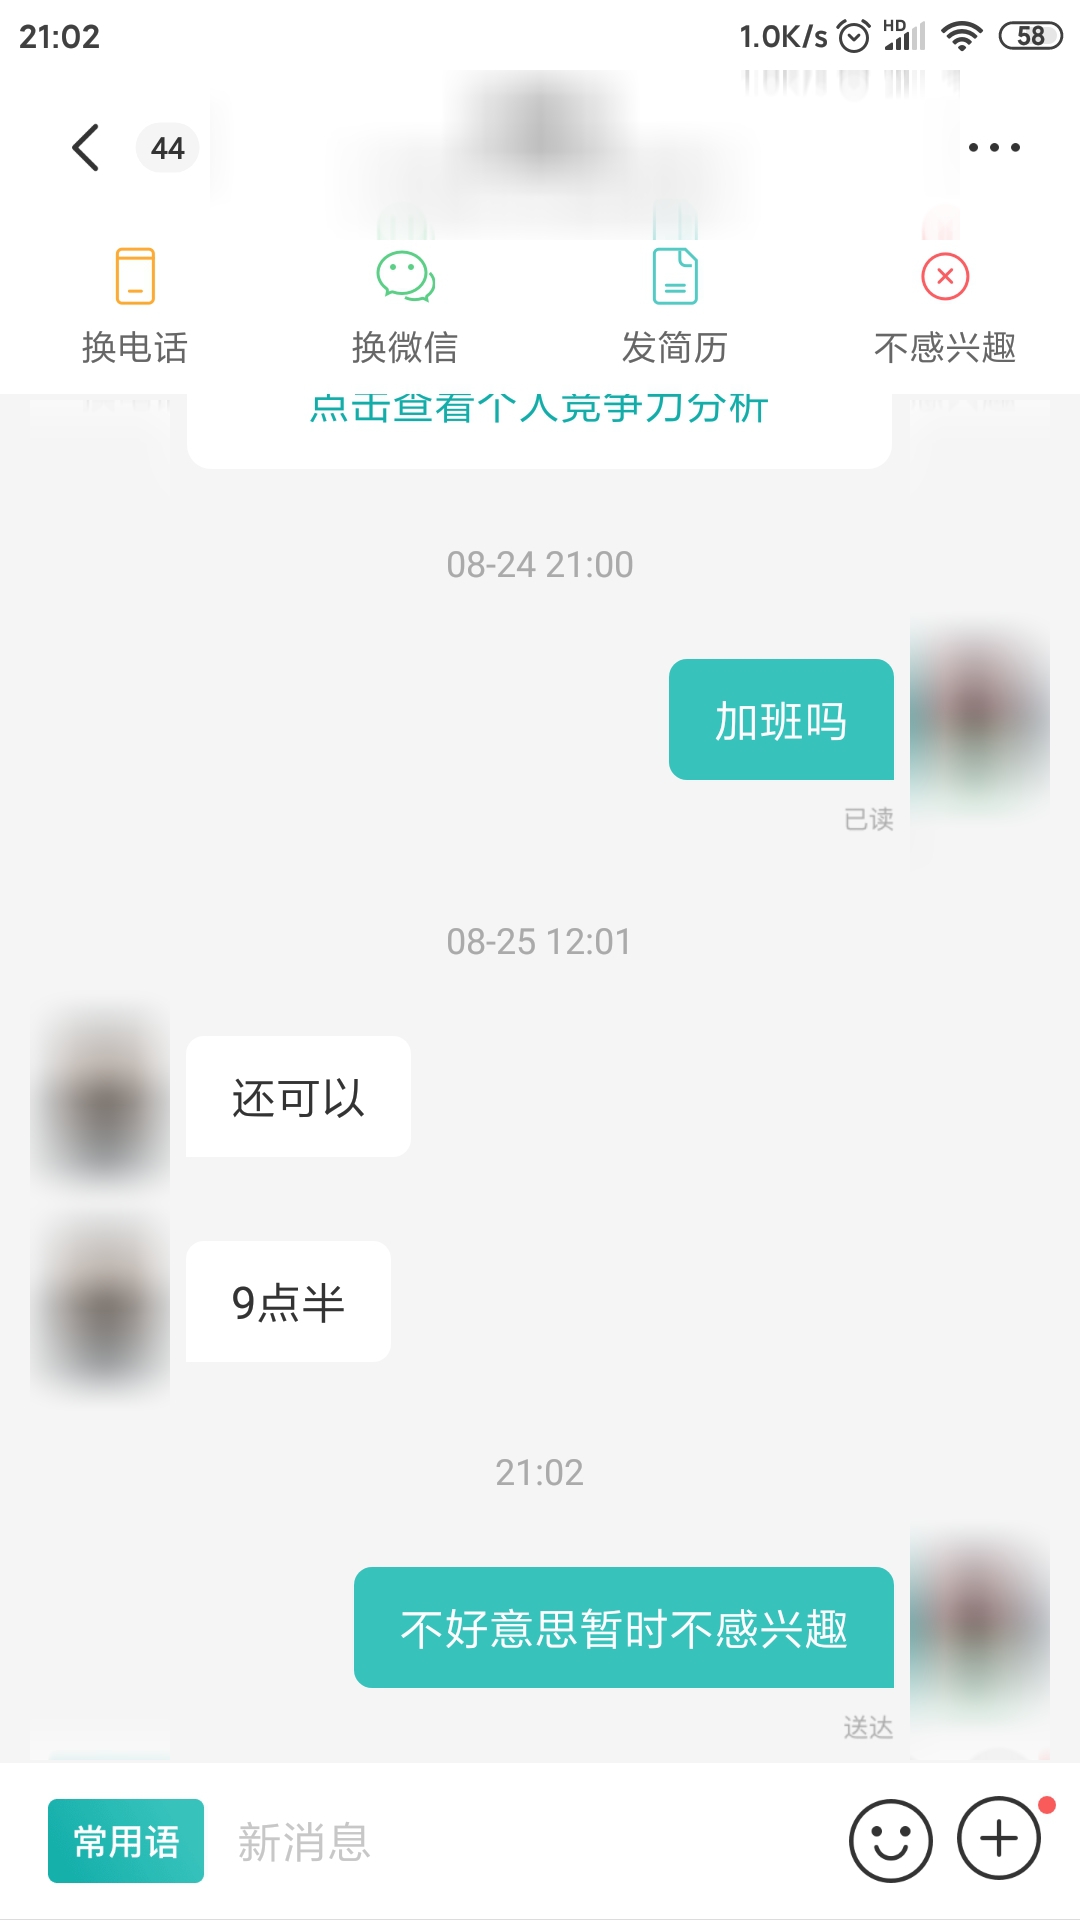 21:02
1.0K/s HD 58
44
换电话 换微信 发简历 不感兴趣
点击查看个人竞争力分析
08-24 21:00
加班吗
已读
08-25 12:01
还可以
9点半
21:02
不好意思暂时不感兴趣
送达
常用语 新消息